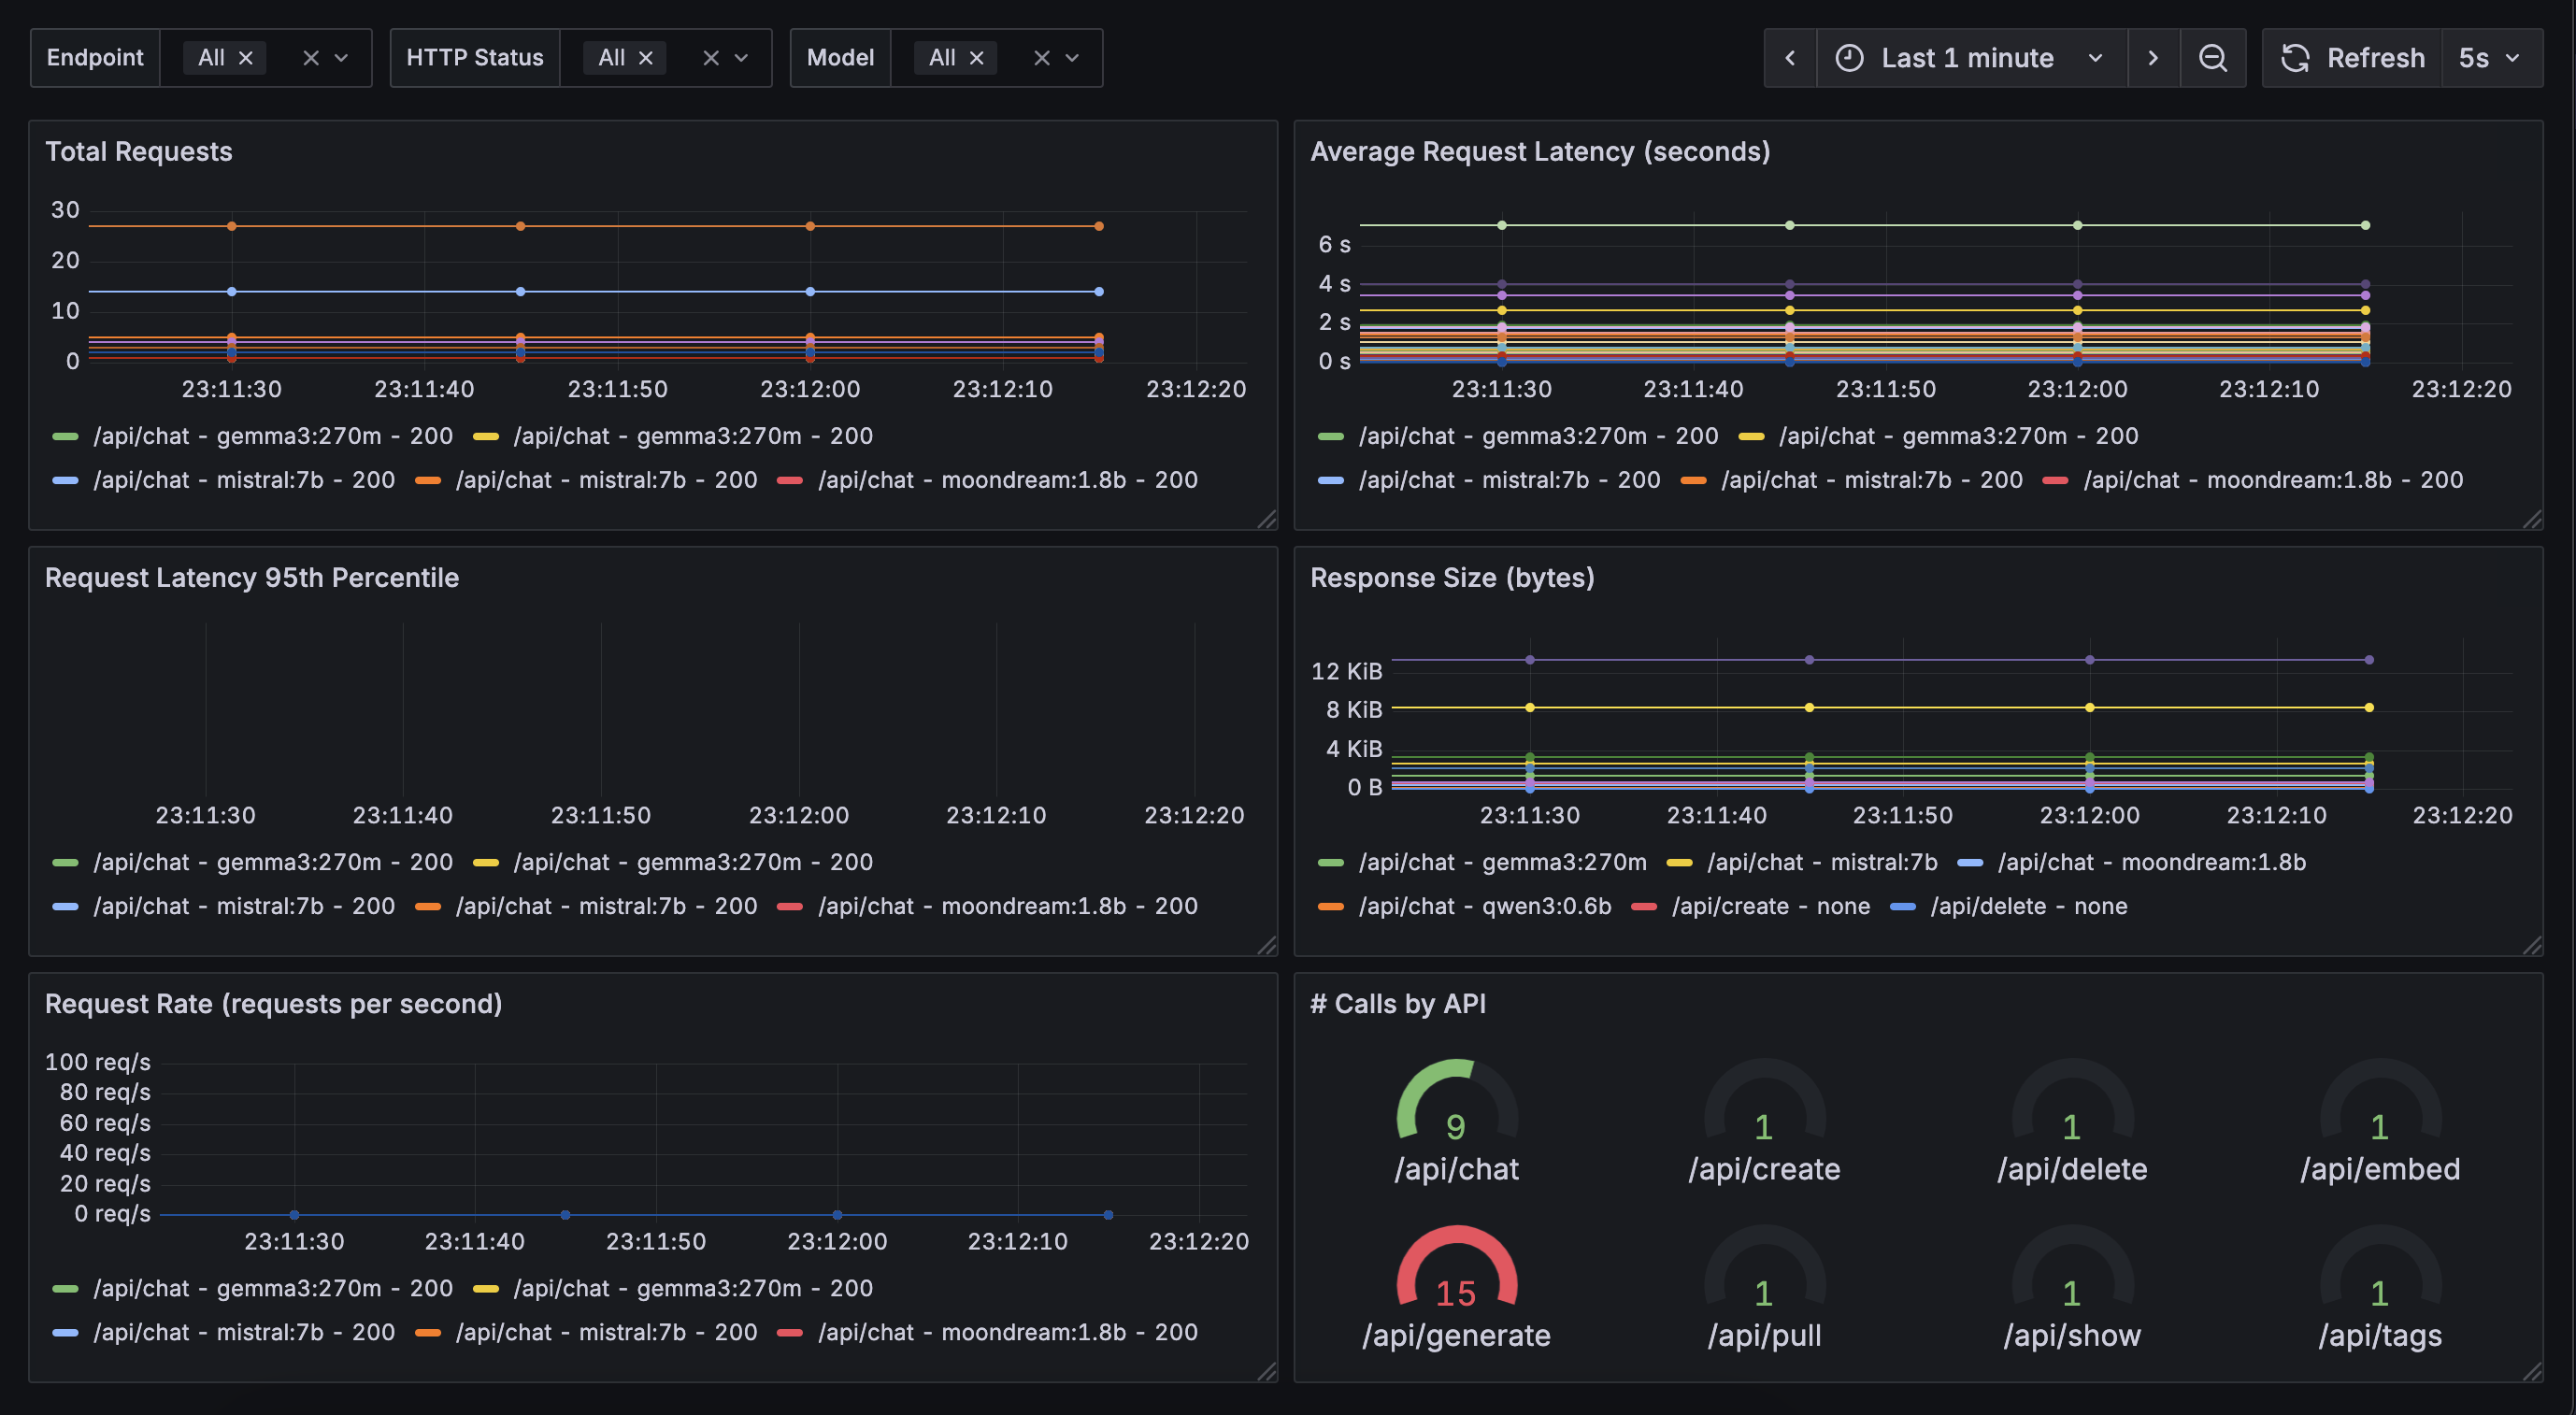 Endpoint All HTTP Status All Model All Last 1 minute Refresh 5s
Total Requests
30
20
10
0
23:11:30 23:11:40 23:11:50 23:12:00 23:12:10 23:12:20
/api/chat - gemma3:270m - 200 /api/chat - gemma3:270m - 200
/api/chat - mistral:7b - 200 /api/chat - mistral:7b - 200 /api/chat - moondream:1.8b - 200
Average Request Latency (seconds)
6 s
4 s
2 s
0 s
23:11:30 23:11:40 23:11:50 23:12:00 23:12:10 23:12:20
/api/chat - gemma3:270m - 200 /api/chat - gemma3:270m - 200
/api/chat - mistral:7b - 200 /api/chat - mistral:7b - 200 /api/chat - moondream:1.8b - 200
Request Latency 95th Percentile
23:11:30 23:11:40 23:11:50 23:12:00 23:12:10 23:12:20
/api/chat - gemma3:270m - 200 /api/chat - gemma3:270m - 200
/api/chat - mistral:7b - 200 /api/chat - mistral:7b - 200 /api/chat - moondream:1.8b - 200
Response Size (bytes)
12 KiB
8 KiB
4 KiB
0 B
23:11:30 23:11:40 23:11:50 23:12:00 23:12:10 23:12:20
/api/chat - gemma3:270m /api/chat - mistral:7b /api/chat - moondream:1.8b
/api/chat - qwen3:0.6b /api/create - none /api/delete - none
Request Rate (requests per second)
100 req/s
80 req/s
60 req/s
40 req/s
20 req/s
0 req/s
23:11:30 23:11:40 23:11:50 23:12:00 23:12:10 23:12:20
/api/chat - gemma3:270m - 200 /api/chat - gemma3:270m - 200
/api/chat - mistral:7b - 200 /api/chat - mistral:7b - 200 /api/chat - moondream:1.8b - 200
# Calls by API
9 1 1 1
/api/chat /api/create /api/delete /api/embed
15 1 1 1
/api/generate /api/pull /api/show /api/tags